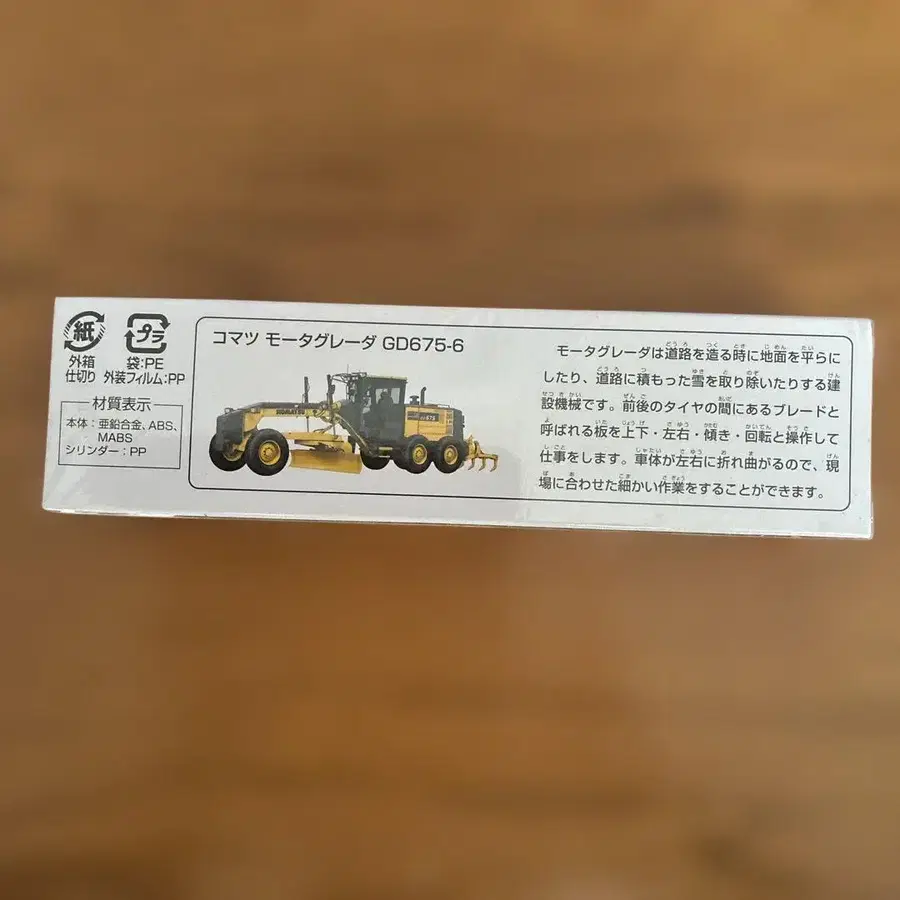 紙
外箱
仕切り
プラ
袋:PE
外装フィルム:PP
材質表示
本体：亜鉛合金、ABS、
MABS
シリンダー：PP
コマツ モータグレーダ GD675-6
KOMATSU
モータグレーダは道路を造る時に地面を平らに
したり、道路に積もった雪を取り除いたりする建
設機械です。前後のタイヤの間にあるブレードと
呼ばれる板を上下・左右・傾き・回転と操作して
仕事をします。車体が左右に折れ曲がるので、現
場に合わせた細かい作業をすることができます。